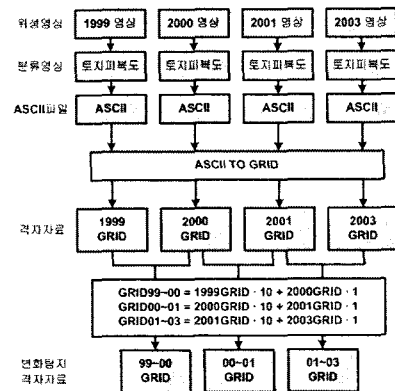 위성영상 1999 영상 2000 영상 2001 영상 2003 영상
분류영상 토지피복도 토지피복도 토지피복도 토지피복도
ASCII파일 ASCII ASCII ASCII ASCII
ASCII TO GRID
격자자료 1999 GRID 2000 GRID 2001 GRID 2003 GRID
GRID99~00 = 1999GRID · 10 + 2000GRID · 1
GRID00~01 = 2000GRID · 10 + 2001GRID · 1
GRID01~03 = 2001GRID · 10 + 2003GRID · 1
변화탐지 격자자료 99~00 GRID 00~01 GRID 01~03 GRID